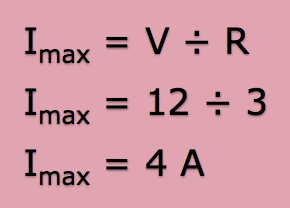 Imax = V ÷ R
Imax = 12 ÷ 3
Imax = 4 A